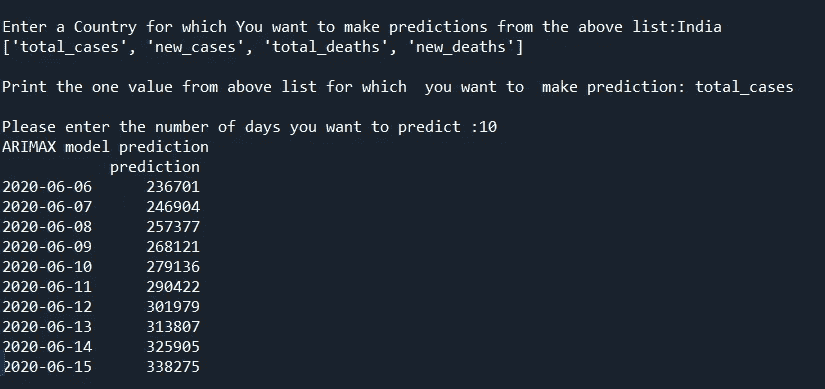 Enter a Country for which You want to make predictions from the above list:India
['total_cases', 'new_cases', 'total_deaths', 'new_deaths']
Print the one value from above list for which  you want to  make prediction: total_cases
Please enter the number of days you want to predict :10
ARIMAX model prediction
            prediction
2020-06-06      236701
2020-06-07      246904
2020-06-08      257377
2020-06-09      268121
2020-06-10      279136
2020-06-11      290422
2020-06-12      301979
2020-06-13      313807
2020-06-14      325905
2020-06-15      338275